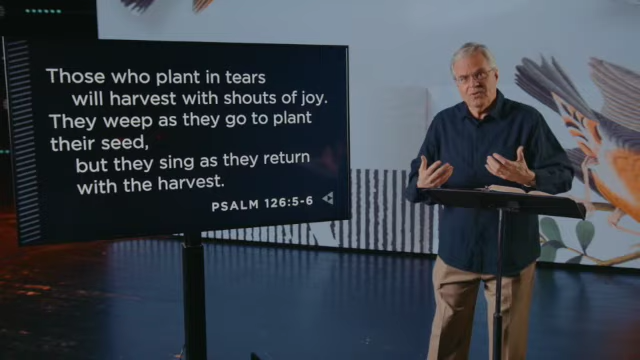 Those who plant in tears
will harvest with shouts of joy.
They weep as they go to plant
their seed,
but they sing as they return
with the harvest.
PSALM 126:5-6